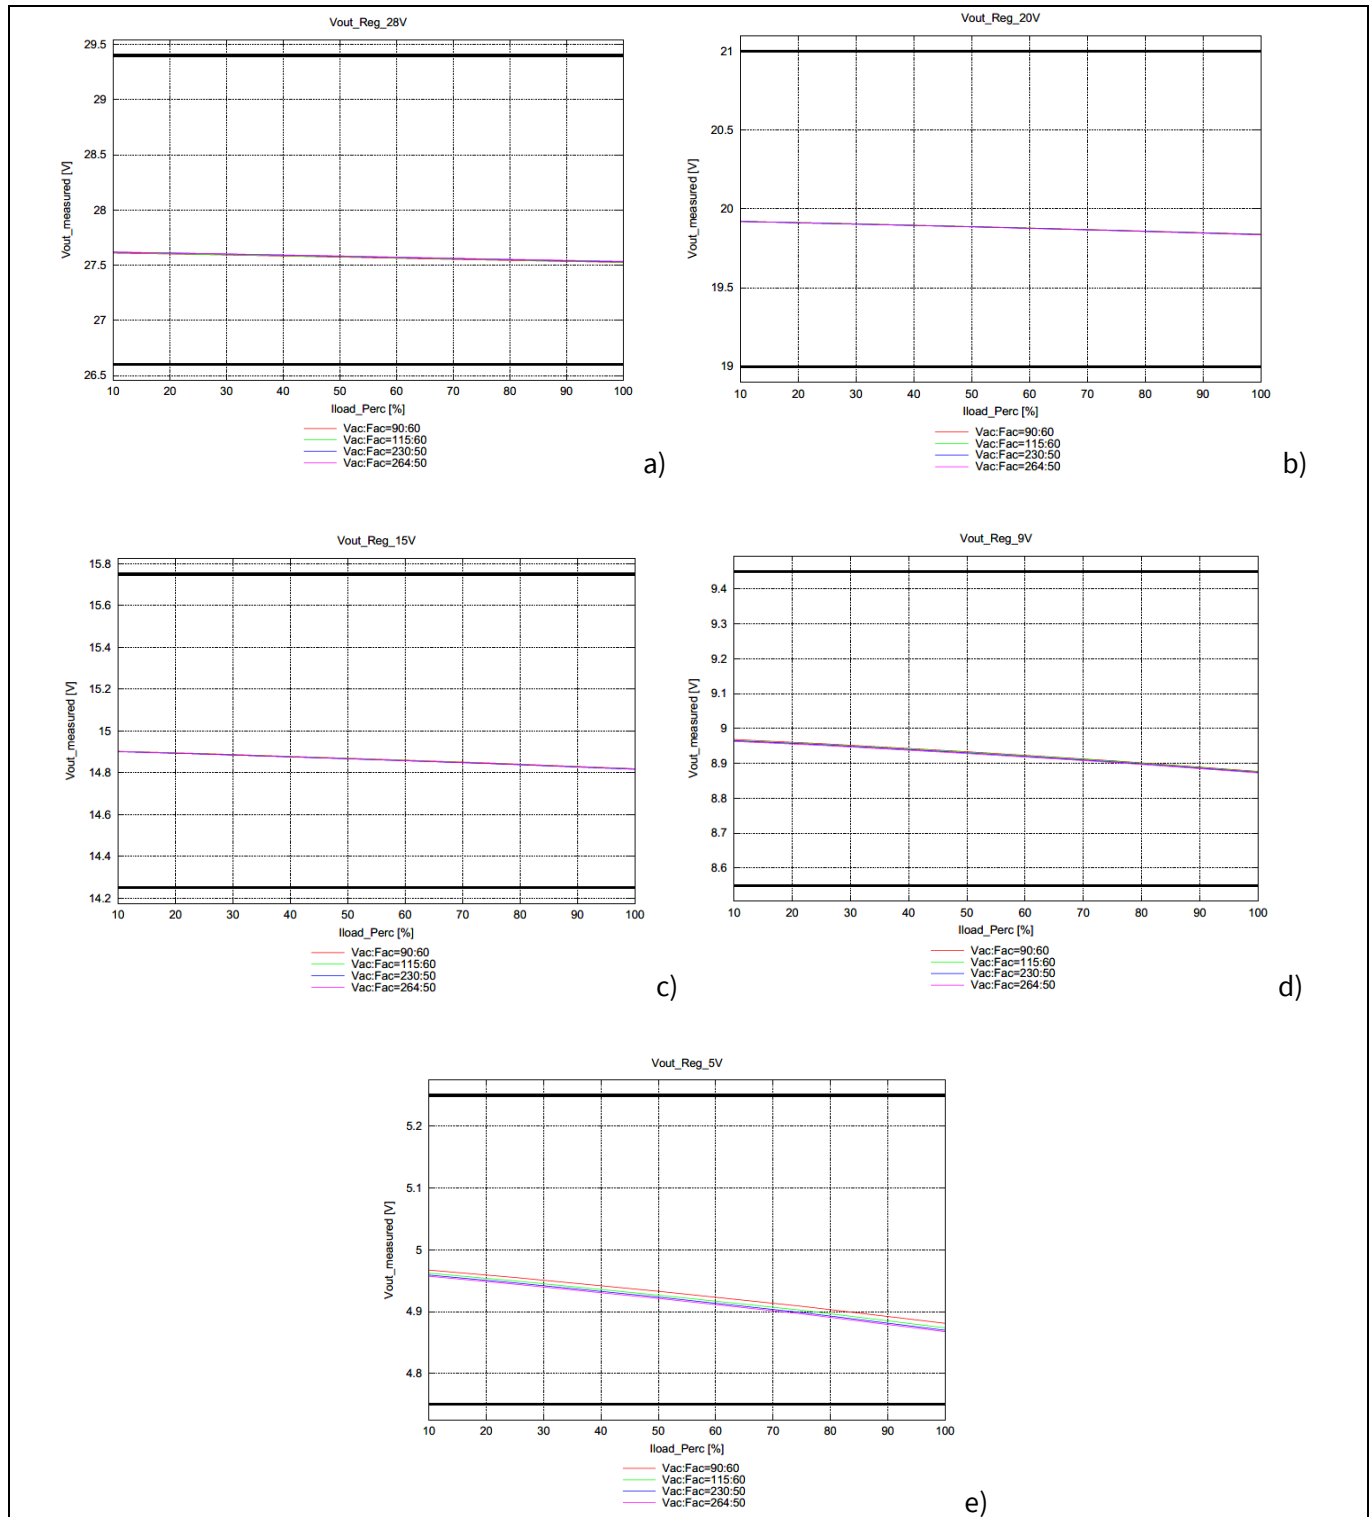 Vout_Reg_28V
29.5
29
28.5
28
27.5
27
26.5
Vout_measured [V]
10 20 30 40 50 60 70 80 90 100
Iload_Perc [%]
Vac:Fac=90:60
Vac:Fac=115:60
Vac:Fac=230:50
Vac:Fac=264:50
a)
Vout_Reg_20V
21
20.5
20
19.5
19
Vout_measured [V]
10 20 30 40 50 60 70 80 90 100
Iload_Perc [%]
Vac:Fac=90:60
Vac:Fac=115:60
Vac:Fac=230:50
Vac:Fac=264:50
b)
Vout_Reg_15V
15.8
15.6
15.4
15.2
15
14.8
14.6
14.4
14.2
Vout_measured [V]
10 20 30 40 50 60 70 80 90 100
Iload_Perc [%]
Vac:Fac=90:60
Vac:Fac=115:60
Vac:Fac=230:50
Vac:Fac=264:50
c)
Vout_Reg_9V
9.4
9.3
9.2
9.1
9
8.9
8.8
8.7
8.6
Vout_measured [V]
10 20 30 40 50 60 70 80 90 100
Iload_Perc [%]
Vac:Fac=90:60
Vac:Fac=115:60
Vac:Fac=230:50
Vac:Fac=264:50
d)
Vout_Reg_5V
5.2
5.1
5
4.9
4.8
Vout_measured [V]
10 20 30 40 50 60 70 80 90 100
Iload_Perc [%]
Vac:Fac=90:60
Vac:Fac=115:60
Vac:Fac=230:50
Vac:Fac=264:50
e)